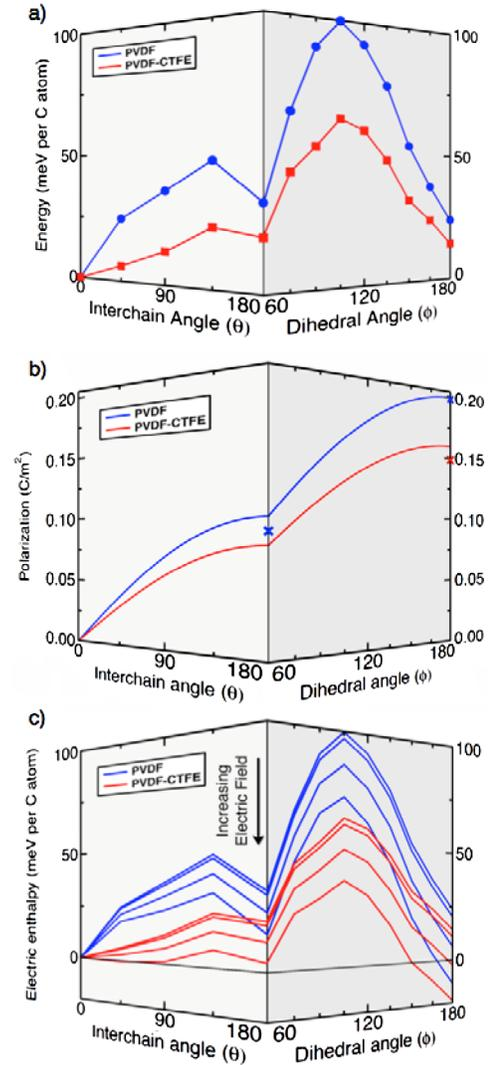 a)
100
100
PVDF
PVDF-CTFE
Energy (meV per C atom)
50
50
0
0
0
90
180
60
120
180
Interchain Angle (θ)
Dihedral Angle (ϕ)
b)
0.20
0.20
PVDF
PVDF-CTFE
Polarization (C/m²)
0.15
0.15
0.10
0.10
0.05
0.05
0.00
0.00
0
90
180
60
120
180
Interchain angle (θ)
Dihedral angle (ϕ)
c)
100
100
PVDF
PVDF-CTFE
Increasing
Electric Field
Electric enthalpy (meV per C atom)
50
50
0
0
0
90
180
60
120
180
Interchain angle (θ)
Dihedral angle (ϕ)